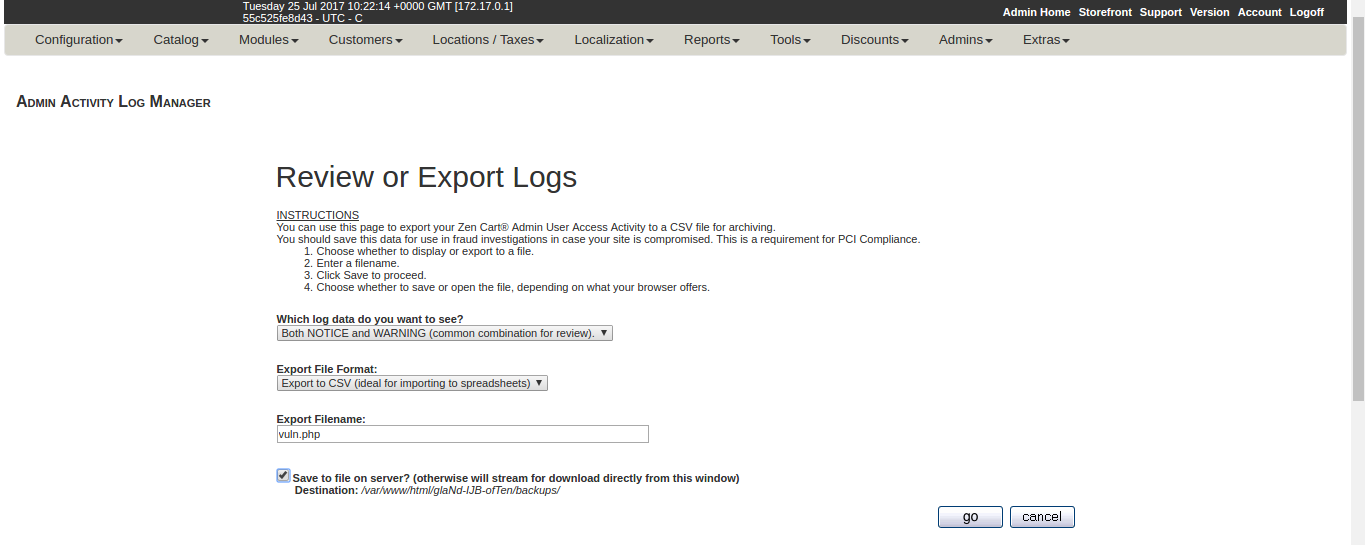 Tuesday 25 Jul 2017 10:22:14 +0000 GMT [172.17.0.1]
55c525fe8d43 - UTC - C
Admin Home Storefront Support Version Account Logoff
Configuration Catalog Modules Customers Locations / Taxes Localization Reports Tools Discounts Admins Extras
Admin Activity Log Manager
Review or Export Logs
INSTRUCTIONS
You can use this page to export your Zen Cart® Admin User Access Activity to a CSV file for archiving.
You should save this data for use in fraud investigations in case your site is compromised. This is a requirement for PCI Compliance.
1. Choose whether to display or export to a file.
2. Enter a filename.
3. Click Save to proceed.
4. Choose whether to save or open the file, depending on what your browser offers.
Which log data do you want to see?
Both NOTICE and WARNING (common combination for review).
Export File Format:
Export to CSV (ideal for importing to spreadsheets)
Export Filename:
vuln.php
Save to file on server? (otherwise will stream for download directly from this window)
Destination: /var/www/html/glaNd-IJB-ofTen/backups/
go cancel